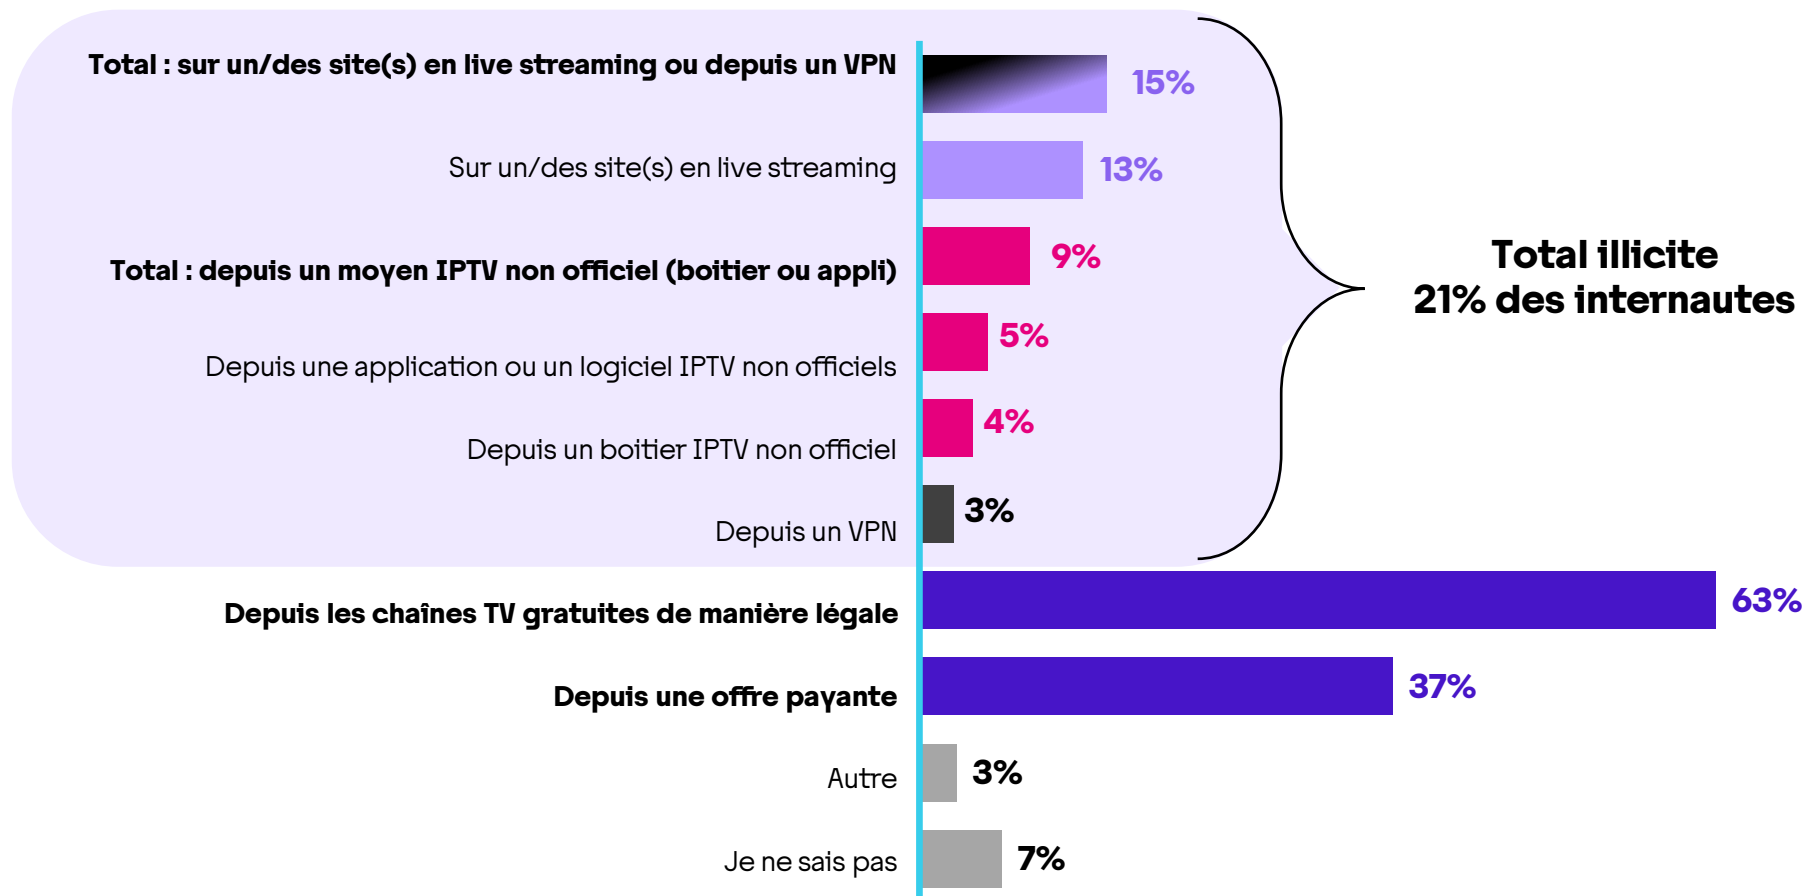 Total : sur un/des site(s) en live streaming ou depuis un VPN
15%
Sur un/des site(s) en live streaming
13%
Total : depuis un moyen IPTV non officiel (boitier ou appli)
9%
Depuis une application ou un logiciel IPTV non officiels
5%
Depuis un boitier IPTV non officiel
4%
Depuis un VPN
3%
Total illicite
21% des internautes
Depuis les chaînes TV gratuites de manière légale
63%
Depuis une offre payante
37%
Autre
3%
Je ne sais pas
7%